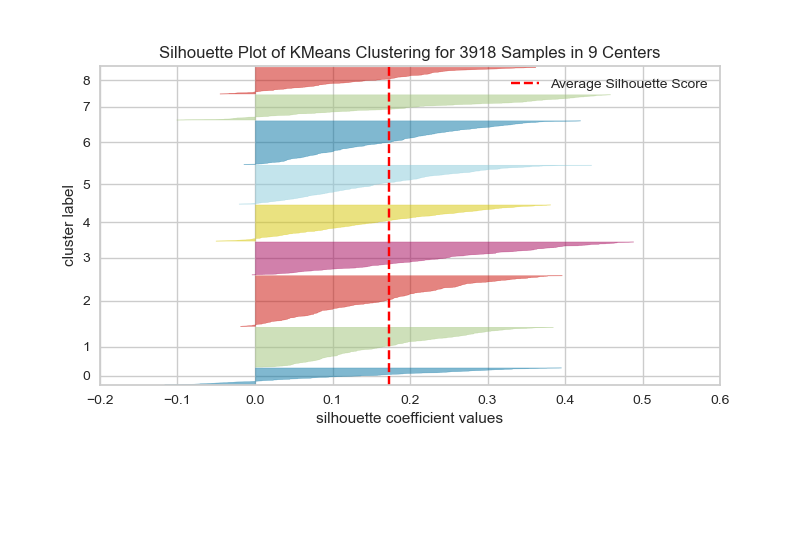 Silhouette Plot of KMeans Clustering for 3918 Samples in 9 Centers
Average Silhouette Score
8
7
6
5
4
3
2
1
0
cluster label
−0.2 −0.1 0.0 0.1 0.2 0.3 0.4 0.5 0.6
silhouette coefficient values